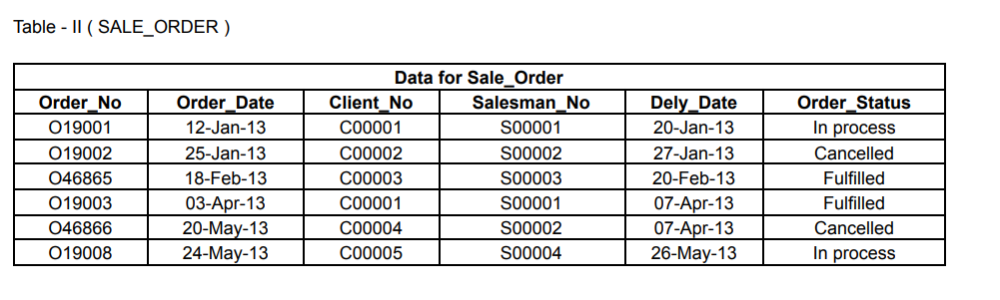 Table - II ( SALE_ORDER )
Data for Sale_Order
Order_No Order_Date Client_No Salesman_No Dely_Date Order_Status
O19001 12-Jan-13 C00001 S00001 20-Jan-13 In process
O19002 25-Jan-13 C00002 S00002 27-Jan-13 Cancelled
O46865 18-Feb-13 C00003 S00003 20-Feb-13 Fulfilled
O19003 03-Apr-13 C00001 S00001 07-Apr-13 Fulfilled
O46866 20-May-13 C00004 S00002 07-Apr-13 Cancelled
O19008 24-May-13 C00005 S00004 26-May-13 In process